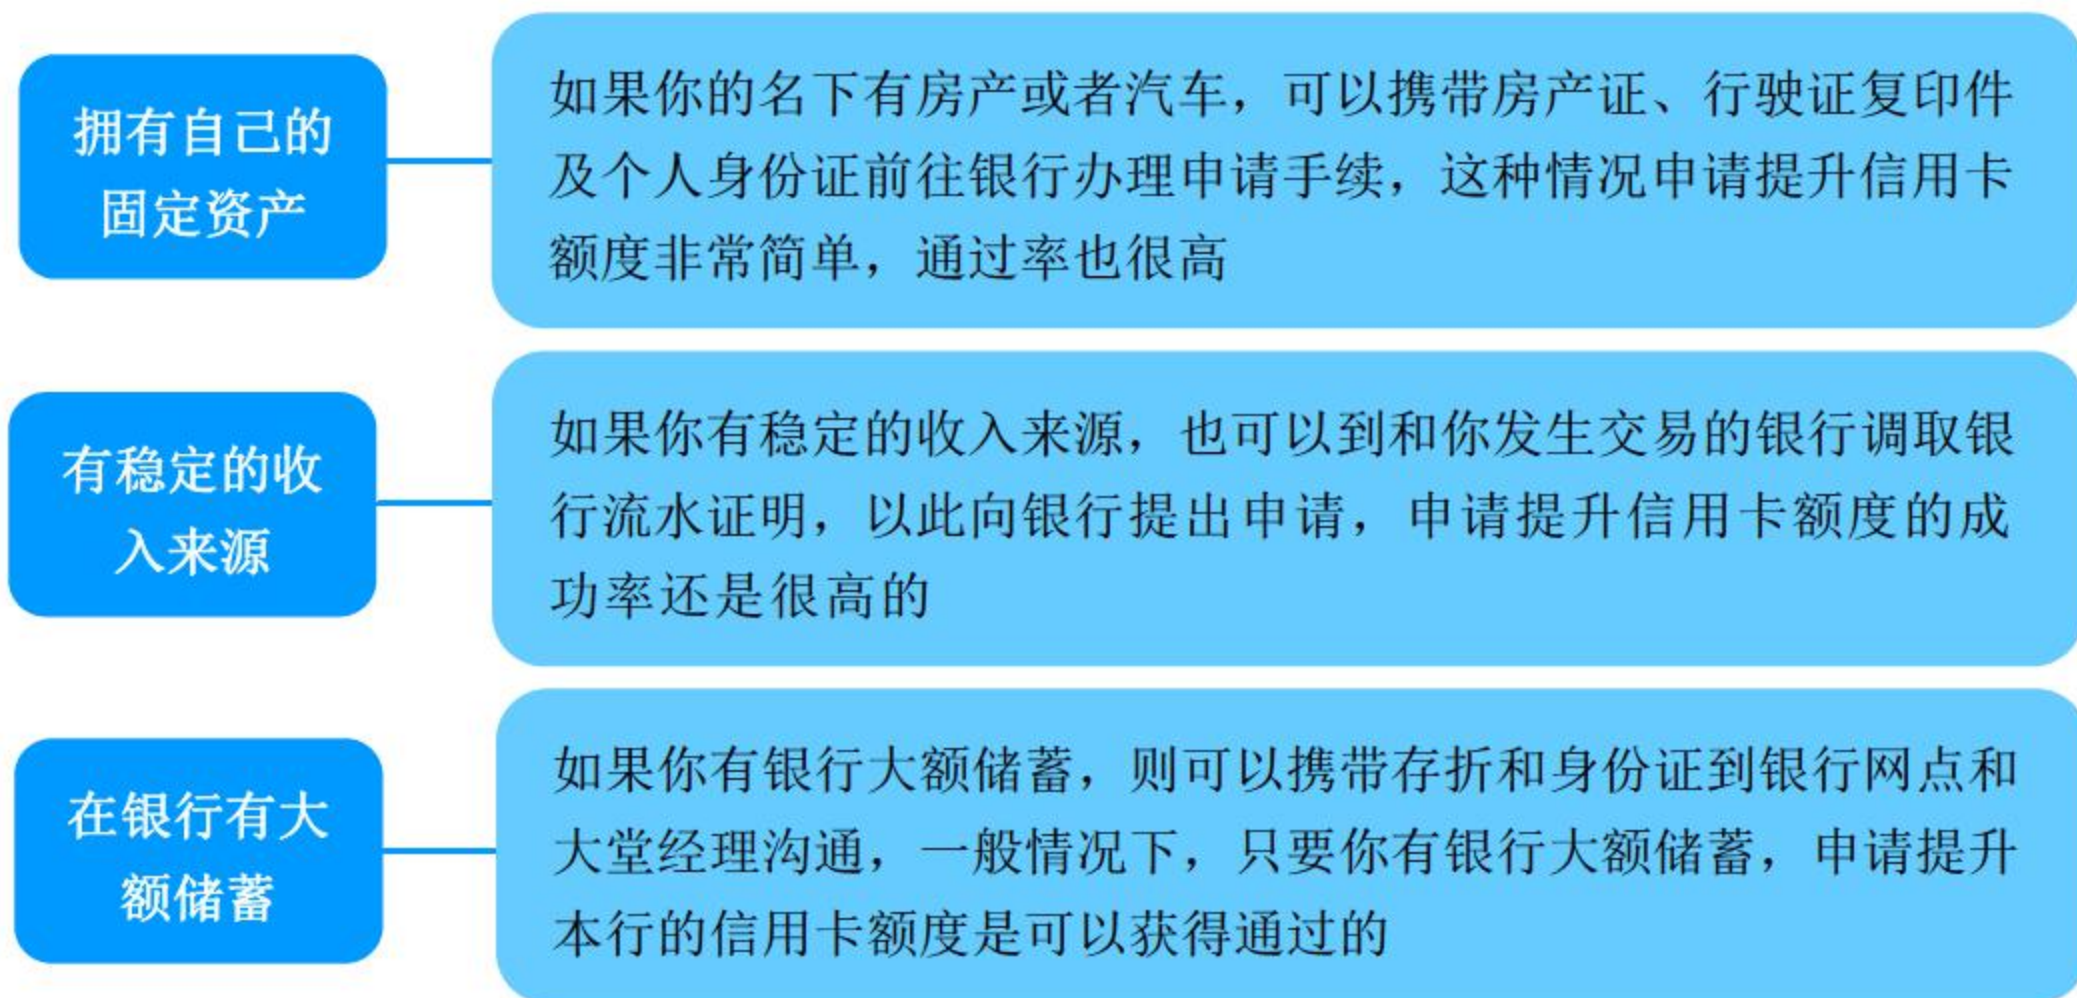 拥有自己的
固定资产
如果你的名下有房产或者汽车，可以携带房产证、行驶证复印件
及个人身份证前往银行办理申请手续，这种情况申请提升信用卡
额度非常简单，通过率也很高
有稳定的收
入来源
如果你有稳定的收入来源，也可以到和你发生交易的银行调取银
行流水证明，以此向银行提出申请，申请提升信用卡额度的成
功率还是很高的
在银行有大
额储蓄
如果你有银行大额储蓄，则可以携带存折和身份证到银行网点和
大堂经理沟通，一般情况下，只要你有银行大额储蓄，申请提升
本行的信用卡额度是可以获得通过的